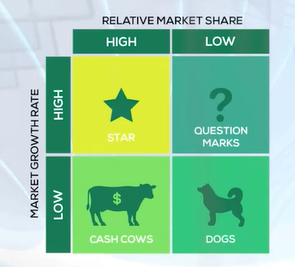 RELATIVE MARKET SHARE
HIGH
LOW
MARKET GROWTH RATE
HIGH
STAR
?
QUESTION
MARKS
LOW
$
CASH COWS
DOGS